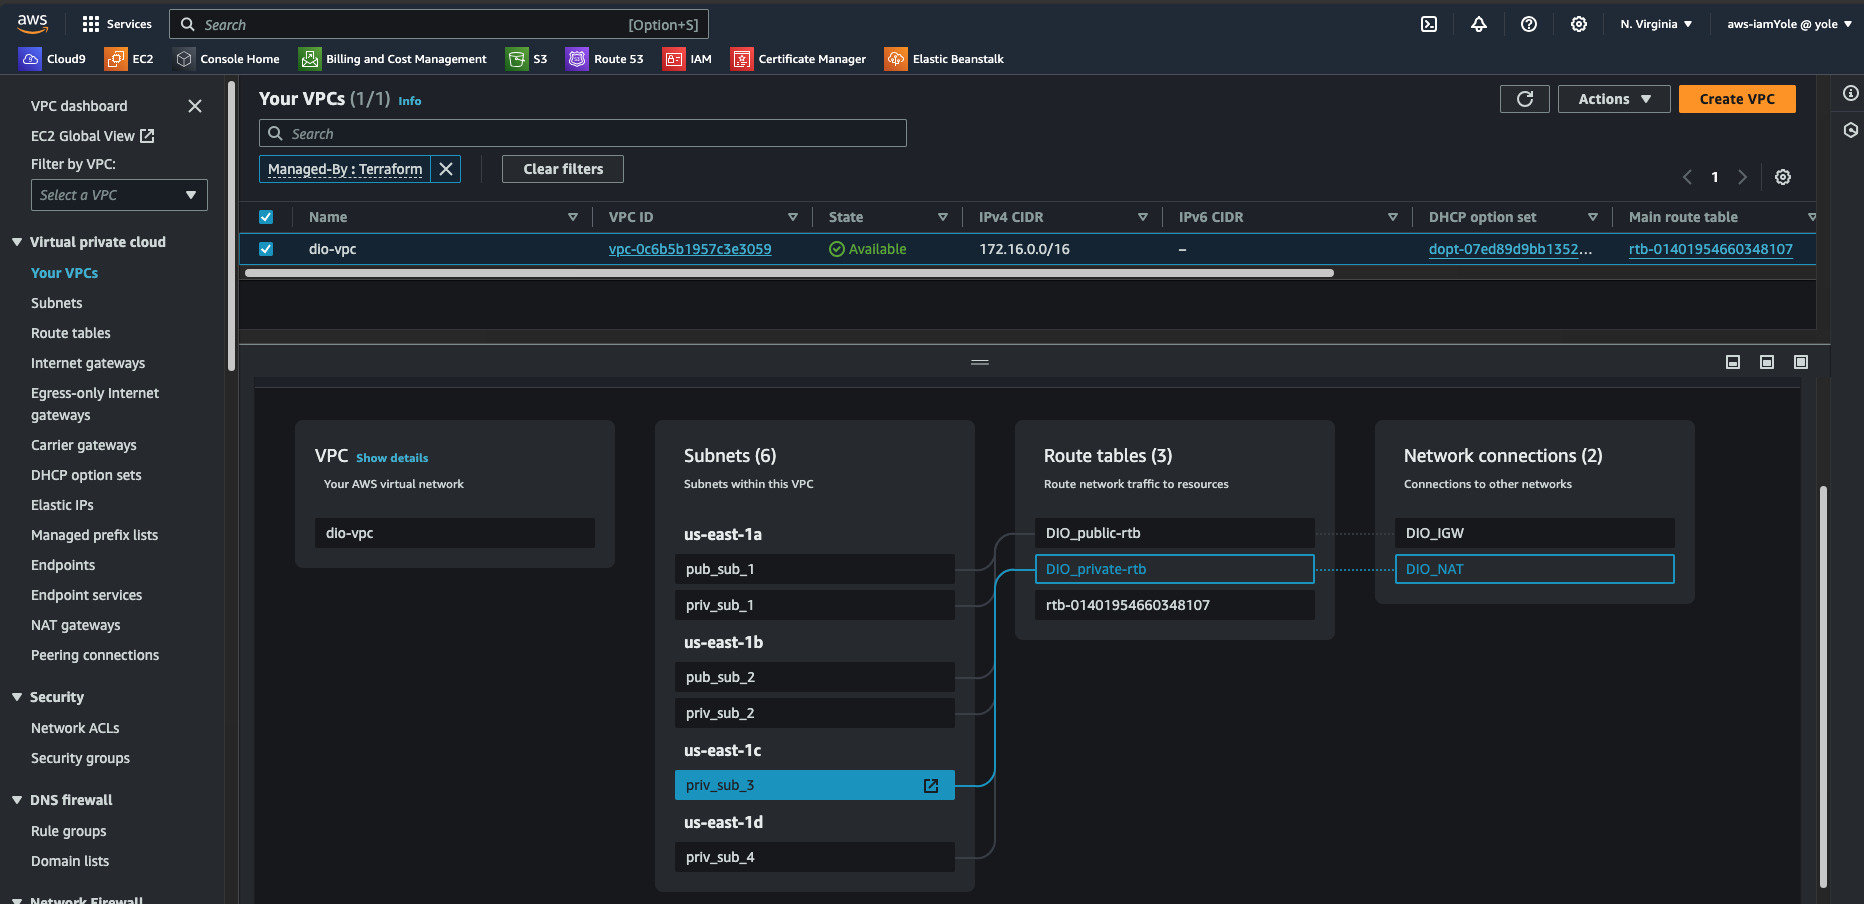 aws
Services
Search
[Option+S]
N. Virginia
aws-iamYole @ yole
Cloud9
EC2
Console Home
Billing and Cost Management
S3
Route 53
IAM
Certificate Manager
Elastic Beanstalk
VPC dashboard
EC2 Global View
Filter by VPC:
Select a VPC
Virtual private cloud
Your VPCs
Subnets
Route tables
Internet gateways
Egress-only Internet
gateways
Carrier gateways
DHCP option sets
Elastic IPs
Managed prefix lists
Endpoints
Endpoint services
NAT gateways
Peering connections
Security
Network ACLs
Security groups
DNS firewall
Rule groups
Domain lists
Network Firewall
Your VPCs (1/1) Info
Actions
Create VPC
Search
Managed-By : Terraform
Clear filters
1
Name
VPC ID
State
IPv4 CIDR
IPv6 CIDR
DHCP option set
Main route table
dio-vpc
vpc-0c6b5b1957c3e3059
Available
172.16.0.0/16
–
dopt-07ed89d9bb1352...
rtb-01401954660348107
VPC Show details
Your AWS virtual network
dio-vpc
Subnets (6)
Subnets within this VPC
us-east-1a
pub_sub_1
priv_sub_1
us-east-1b
pub_sub_2
priv_sub_2
us-east-1c
priv_sub_3
us-east-1d
priv_sub_4
Route tables (3)
Route network traffic to resources
DIO_public-rtb
DIO_private-rtb
rtb-01401954660348107
Network connections (2)
Connections to other networks
DIO_IGW
DIO_NAT